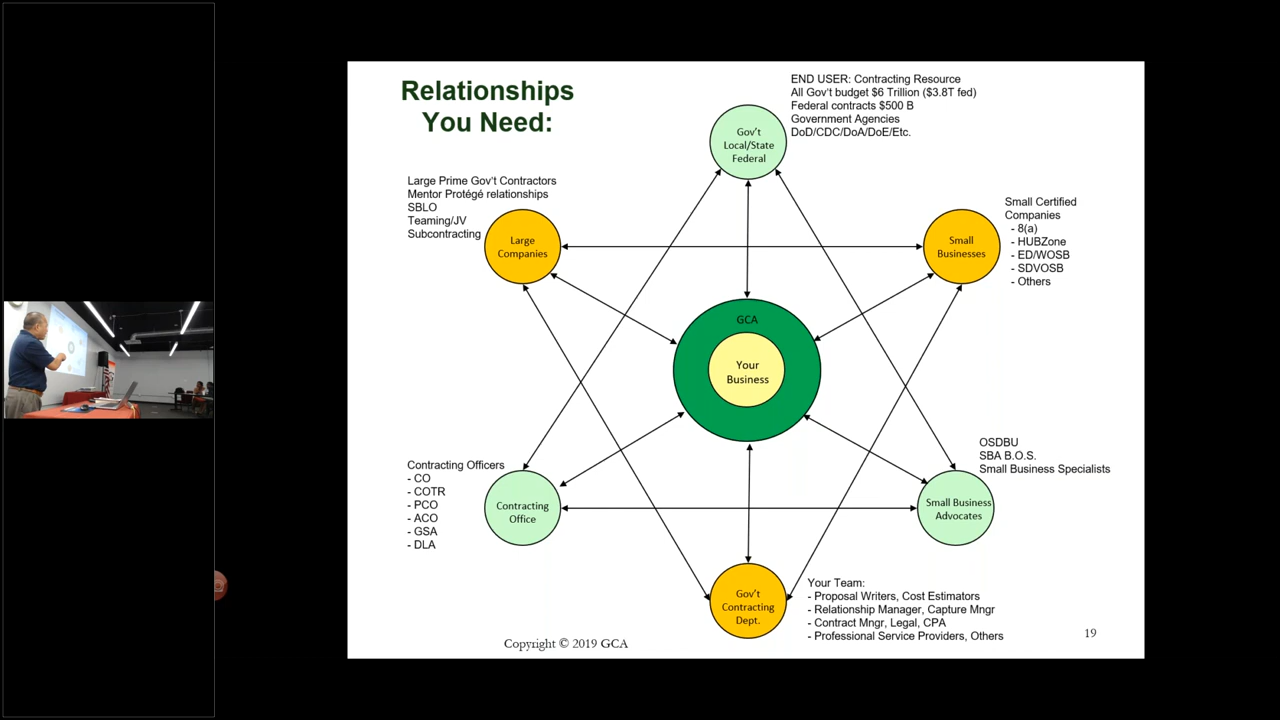 Relationships
You Need:
END USER: Contracting Resource
All Gov't budget $6 Trillion ($3.8T fed)
Federal contracts $500 B
Government Agencies
DoD/CDC/DoA/DoE/Etc.
Gov't
Local/State
Federal
Large Prime Gov't Contractors
Mentor Protégé relationships
SBLO
Teaming/JV
Subcontracting
Large
Companies
Small Certified
Companies
- 8(a)
- HUBZone
- ED/WOSB
- SDVOSB
- Others
Small
Businesses
GCA
Your
Business
Contracting Officers
- CO
- COTR
- PCO
- ACO
- GSA
- DLA
Contracting
Office
OSDBU
SBA B.O.S.
Small Business Specialists
Small Business
Advocates
Gov't
Contracting
Dept.
Your Team:
- Proposal Writers, Cost Estimators
- Relationship Manager, Capture Mngr
- Contract Mngr, Legal, CPA
- Professional Service Providers, Others
Copyright © 2019 GCA
19